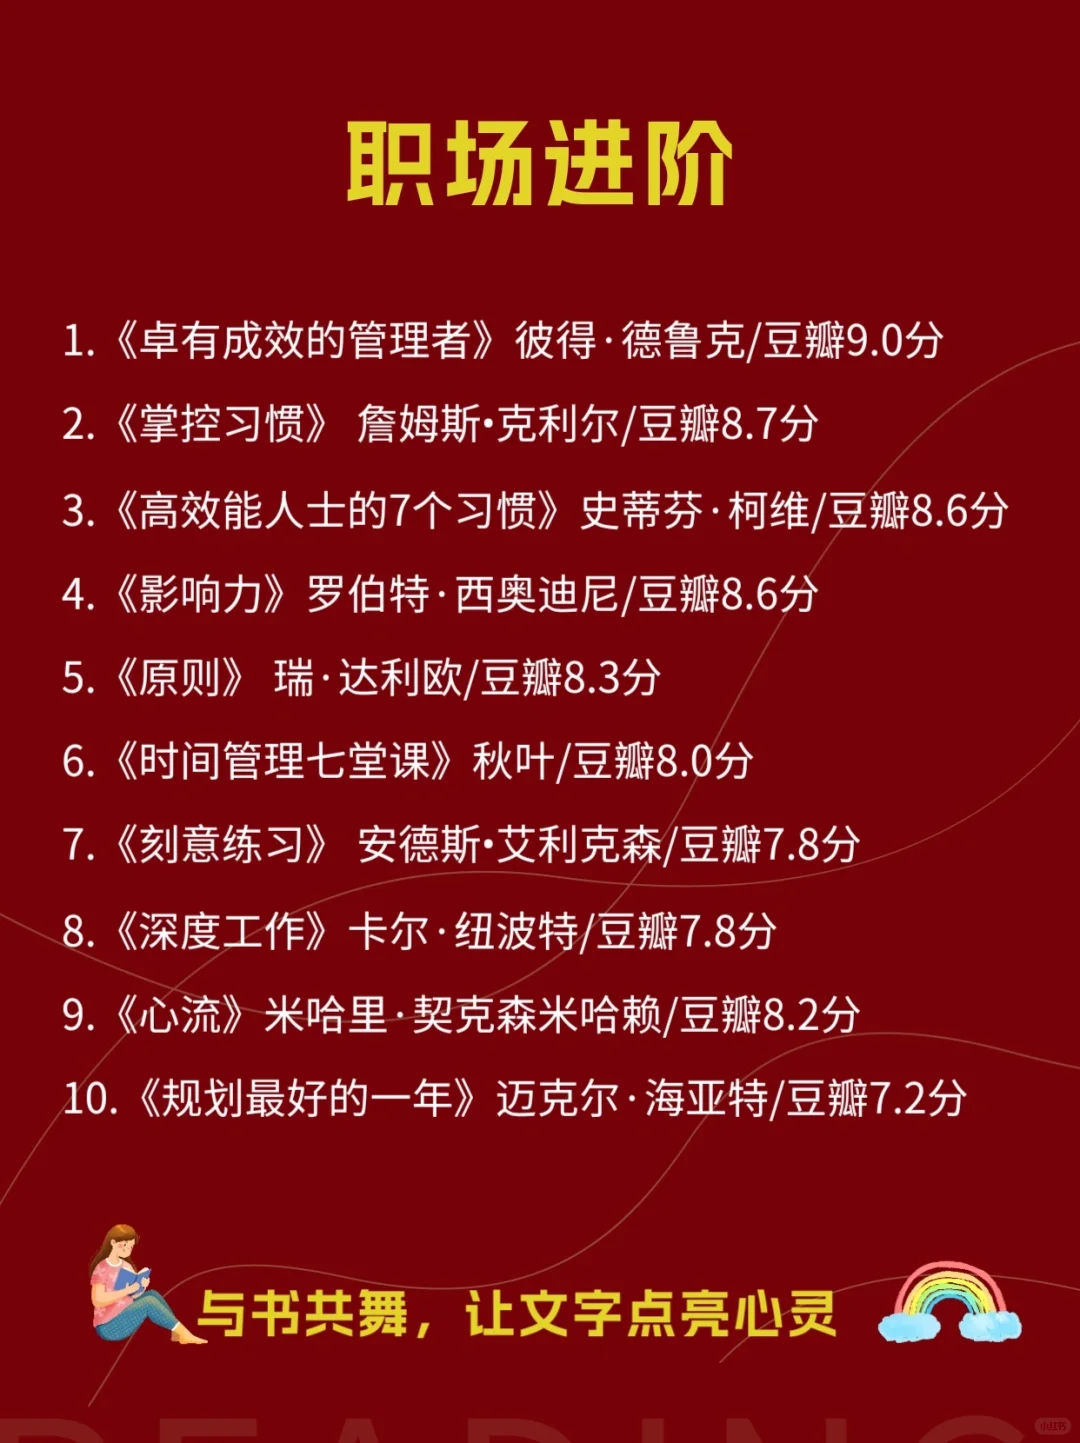 职场进阶
1.《卓有成效的管理者》彼得·德鲁克/豆瓣9.0分
2.《掌控习惯》 詹姆斯•克利尔/豆瓣8.7分
3.《高效能人士的7个习惯》史蒂芬·柯维/豆瓣8.6分
4.《影响力》罗伯特·西奥迪尼/豆瓣8.6分
5.《原则》 瑞·达利欧/豆瓣8.3分
6.《时间管理七堂课》秋叶/豆瓣8.0分
7.《刻意练习》 安德斯•艾利克森/豆瓣7.8分
8.《深度工作》卡尔·纽波特/豆瓣7.8分
9.《心流》米哈里·契克森米哈赖/豆瓣8.2分
10.《规划最好的一年》迈克尔·海亚特/豆瓣7.2分
与书共舞，让文字点亮心灵
READING
小红书